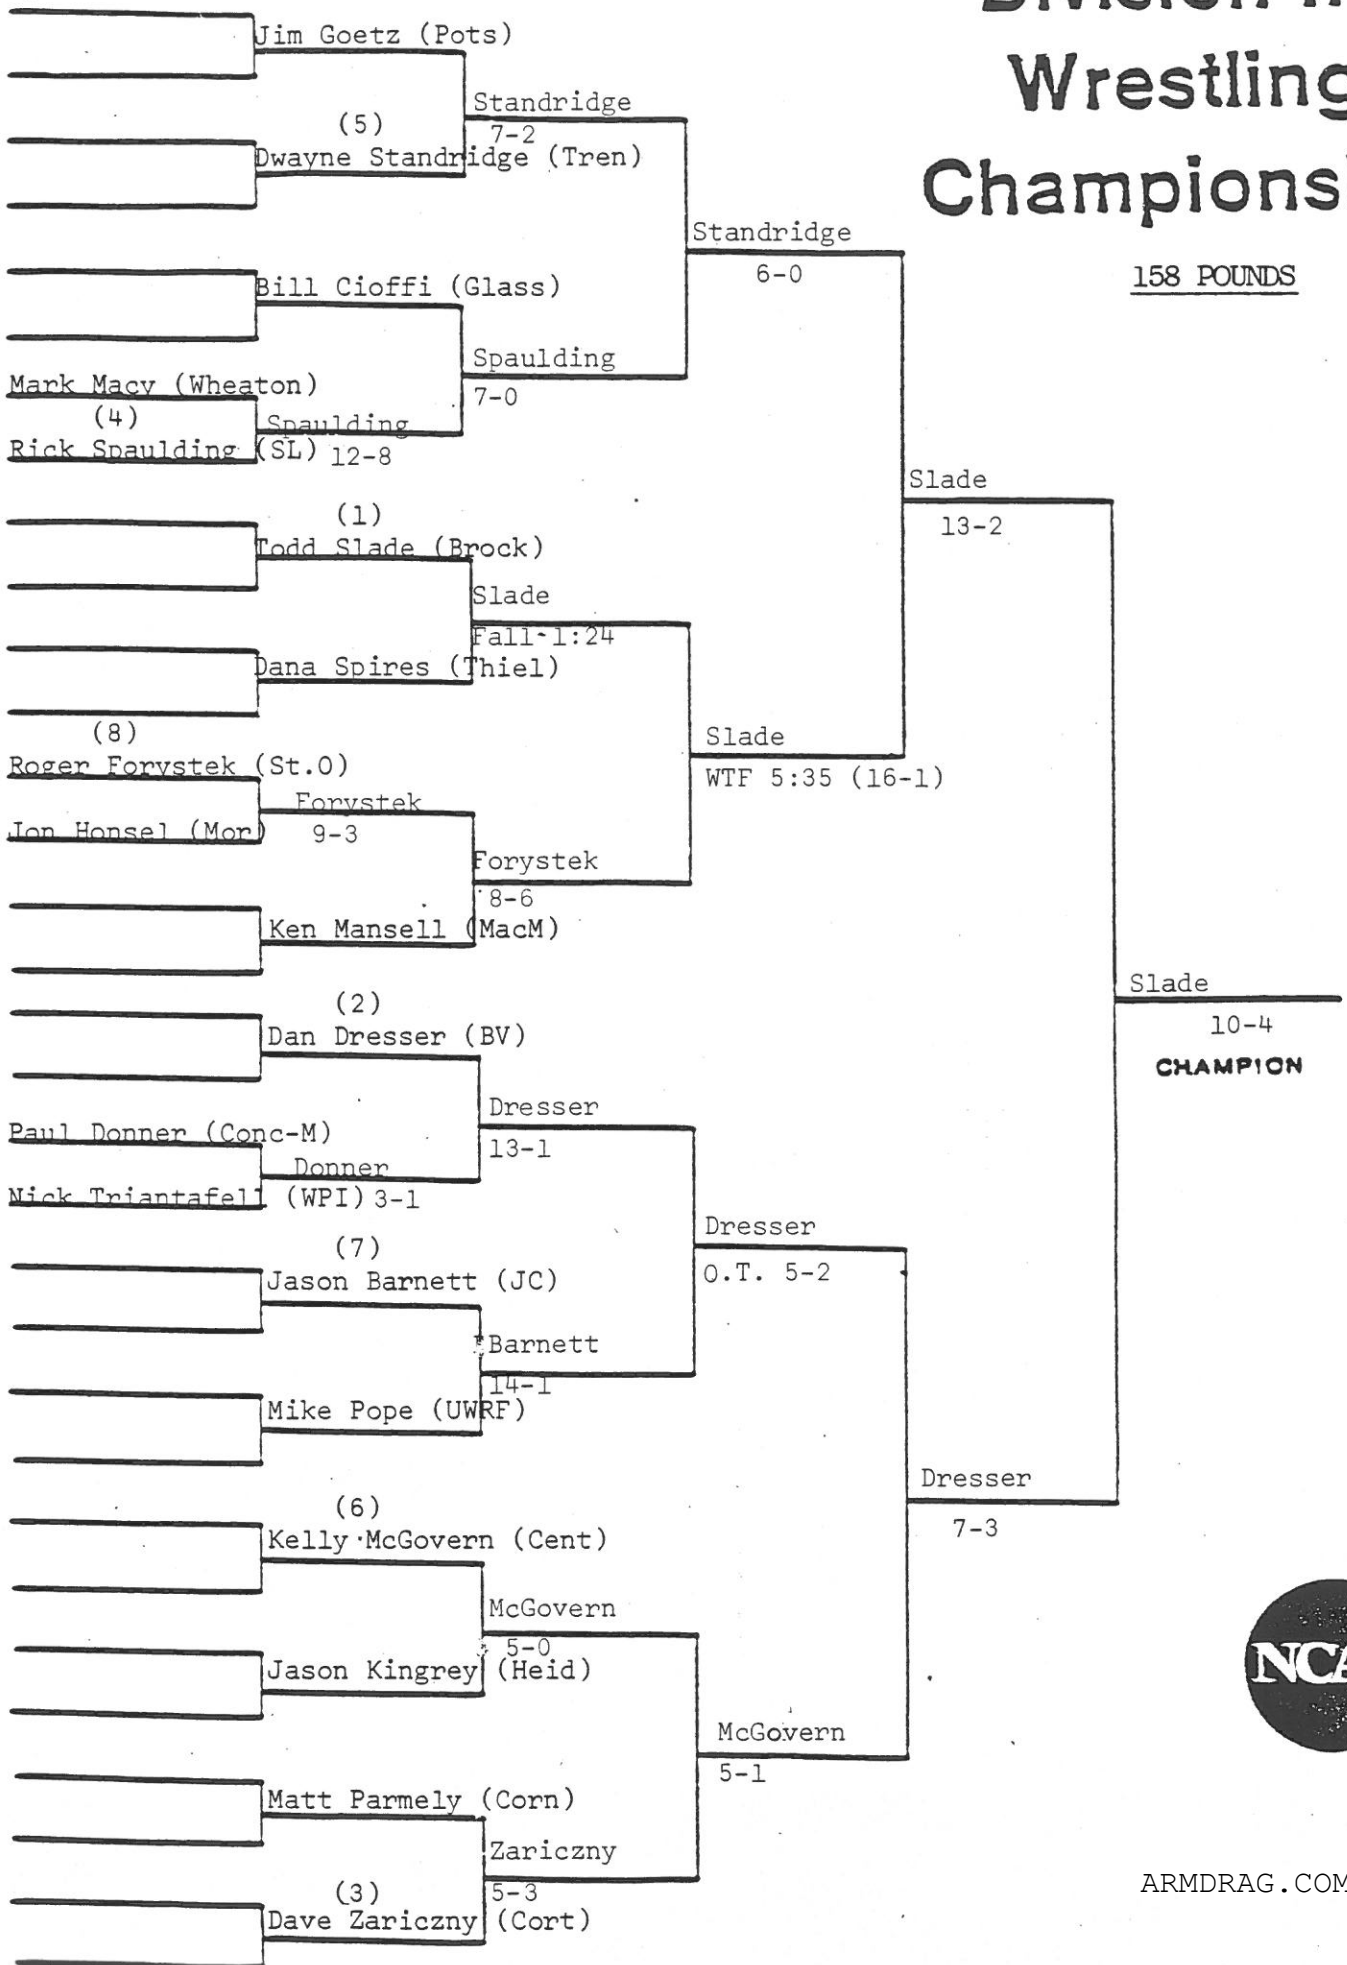 Wrestling
Champions
158 POUNDS
Jim Goetz (Pots)
Standridge
7-2
(5)
Dwayne Standridge (Tren)
Standridge
6-0
Bill Cioffi (Glass)
Spaulding
7-0
Mark Macy (Wheaton)
(4)
Spaulding
Rick Spaulding (SL) 12-8
Slade
13-2
(1)
Todd Slade (Brock)
Slade
Fall-1:24
Dana Spires (Thiel)
Slade
WTF 5:35 (16-1)
(8)
Roger Forystek (St.O)
Forystek
Jon Honsel (Mor) 9-3
Forystek
8-6
Ken Mansell (MacM)
Slade
10-4
CHAMPION
(2)
Dan Dresser (BV)
Dresser
13-1
Paul Donner (Conc-M)
Donner
Nick Triantafell (WPI) 3-1
Dresser
O.T. 5-2
(7)
Jason Barnett (JC)
Barnett
14-1
Mike Pope (UWRF)
Dresser
7-3
(6)
Kelly McGovern (Cent)
McGovern
5-0
Jason Kingrey (Heid)
McGovern
5-1
Matt Parmely (Corn)
Zariczny
5-3
(3)
Dave Zariczny (Cort)
NCA
ARMDRAG.COM